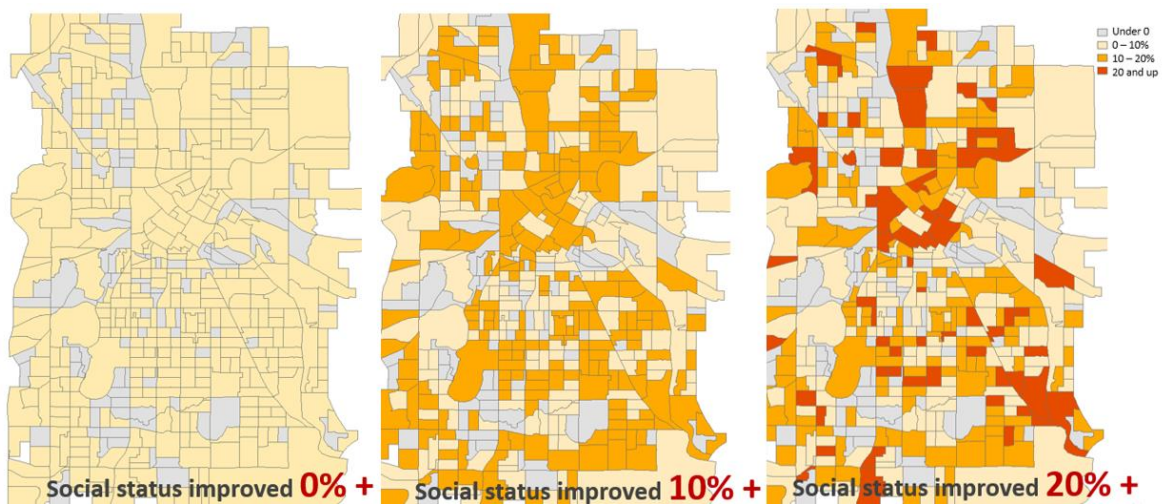 Under 0
0 – 10%
10 – 20%
20 and up
Social status improved 0% +
Social status improved 10% +
Social status improved 20% +